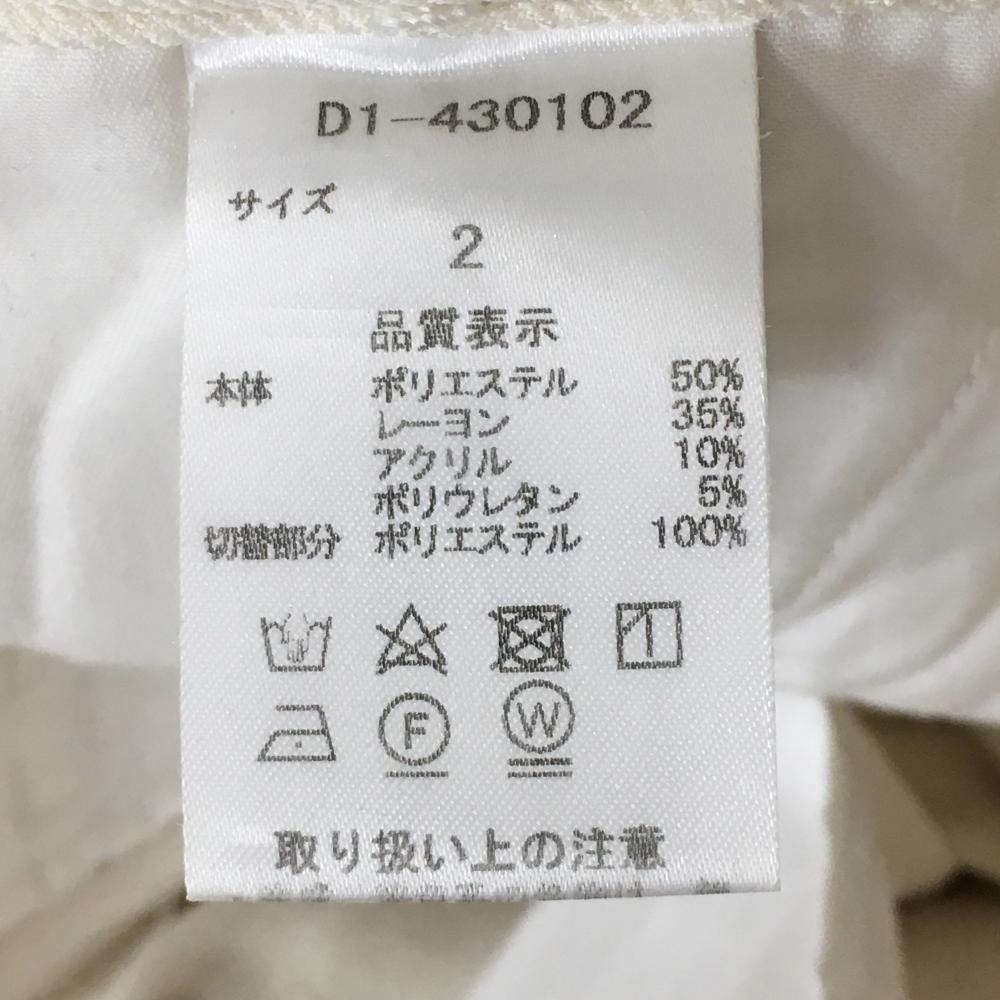 D1-430102
サイズ
2
品質表示
本体 ポリエステル 50%
レーヨン 35%
アクリル 10%
ポリウレタン 5%
切替部分 ポリエステル 100%
F W
取り扱い上の注意